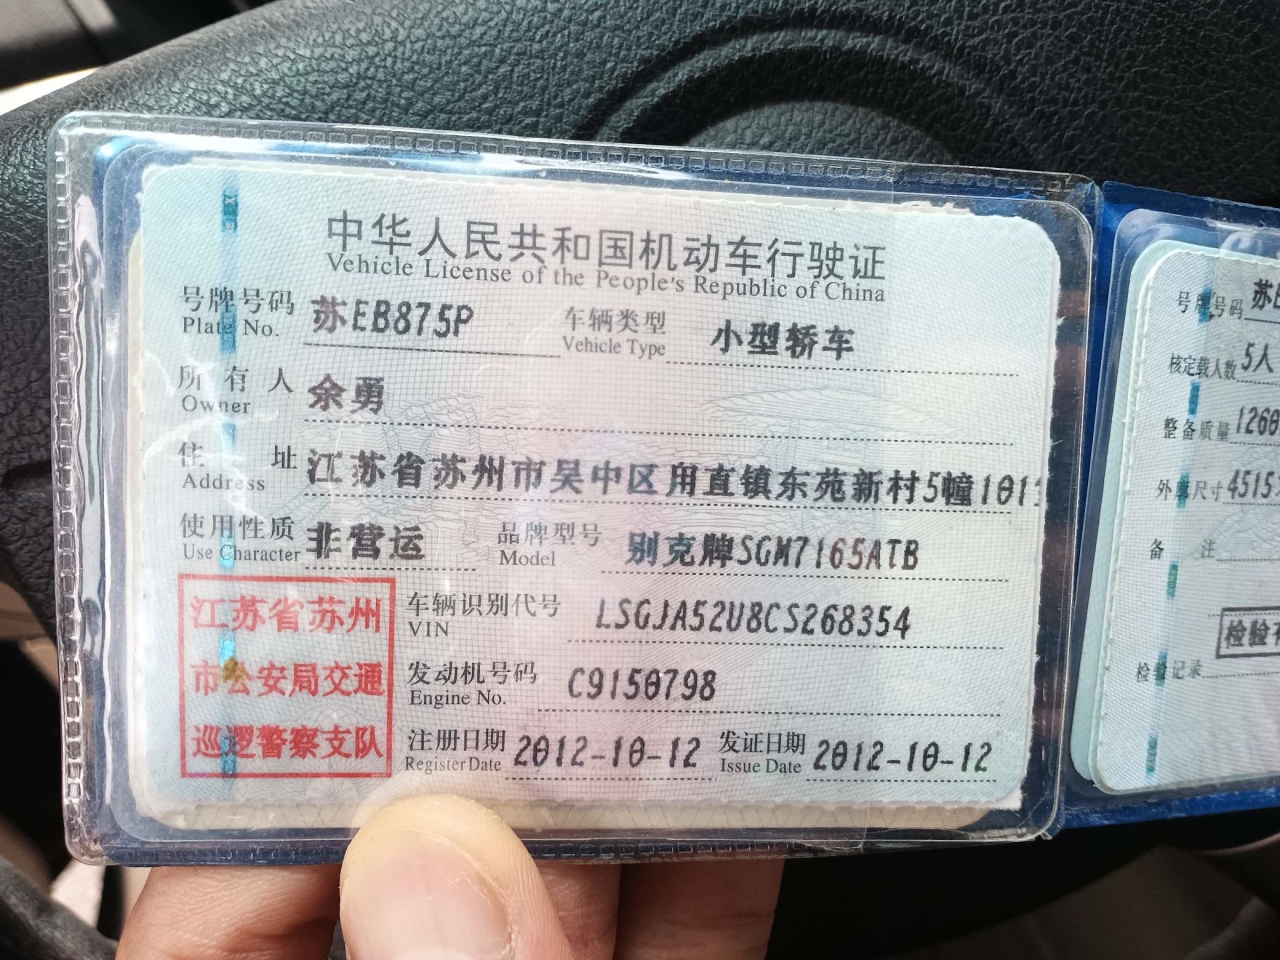 中华人民共和国机动车行驶证
Vehicle License of the People's Republic of China
号牌号码 苏EB875P 车辆类型 小型轿车
Plate No. Vehicle Type
所有人 余勇
Owner
住址 江苏省苏州市吴中区用直镇东苑新村5幢101
Address
使用性质 非营运 品牌型号 别克牌SGM7165ATB
Use Character Model
江苏省苏州
市公安局交通
巡逻警察支队
车辆识别代号 LSGJA52U8CS268354
VIN
发动机号码 C9150798
Engine No.
注册日期 2012-10-12 发证日期 2012-10-12
Register Date Issue Date
号牌号码 苏
核定载人数 5人
整备质量 1260
外廓尺寸 4515
备注
检验
检验记录